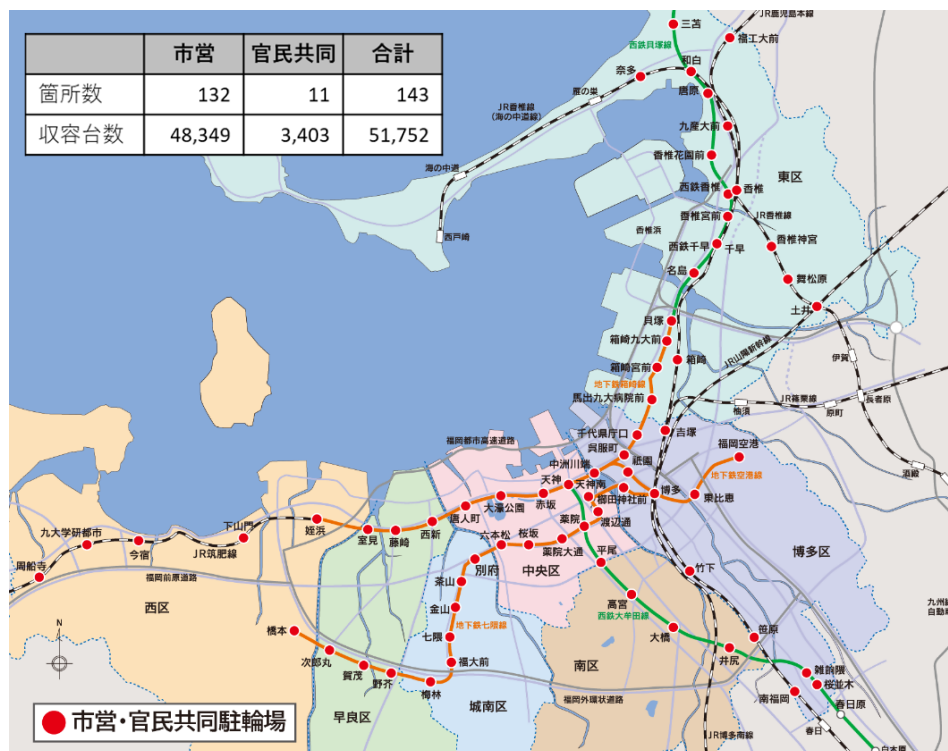 市営 官民共同 合計
箇所数 132 11 143
収容台数 48,349 3,403 51,752
三苫
JR鹿児島本線
福工大前
西鉄貝塚線
和白
奈多
唐原
雁の巣
JR香椎線
（海の中道線）
九産大前
香椎花園前
海の中道
東区
西鉄香椎
香椎
香椎宮前
JR香椎線
香椎浜
西戸崎
西鉄千早
千早
香椎神宮
名島
舞松原
土井
貝塚
箱崎九大前
JR山陽新幹線
箱崎
伊賀
箱崎宮前
地下鉄箱崎線
馬出九大病院前
JR篠栗線
柚須
原町
長者原
千代県庁口
吉塚
福岡都市高速道路
呉服町
福岡空港
中洲川端
祇園
地下鉄空港線
須恵
天神
天神南
櫛田神社前
博多
東比恵
大濠公園
赤坂
唐人町
渡辺通
下山門
姪浜
室見
藤崎
西新
六本松
桜坂
薬院
九大学研都市
今宿
JR筑肥線
薬院大通
平尾
博多区
周船寺
福岡前原道路
別府
中央区
竹下
茶山
西区
高宮
金山
西鉄大牟田線
九州縦
自動車
N
橋本
地下鉄七隈線
大橋
笹原
七隈
次郎丸
南区
井尻
賀茂
福大前
雑餉隈
野芥
桜並木
梅林
福岡外環状道路
南福岡
春日原
早良区
城南区
市営・官民共同駐輪場
JR博多南線
春日
白木原